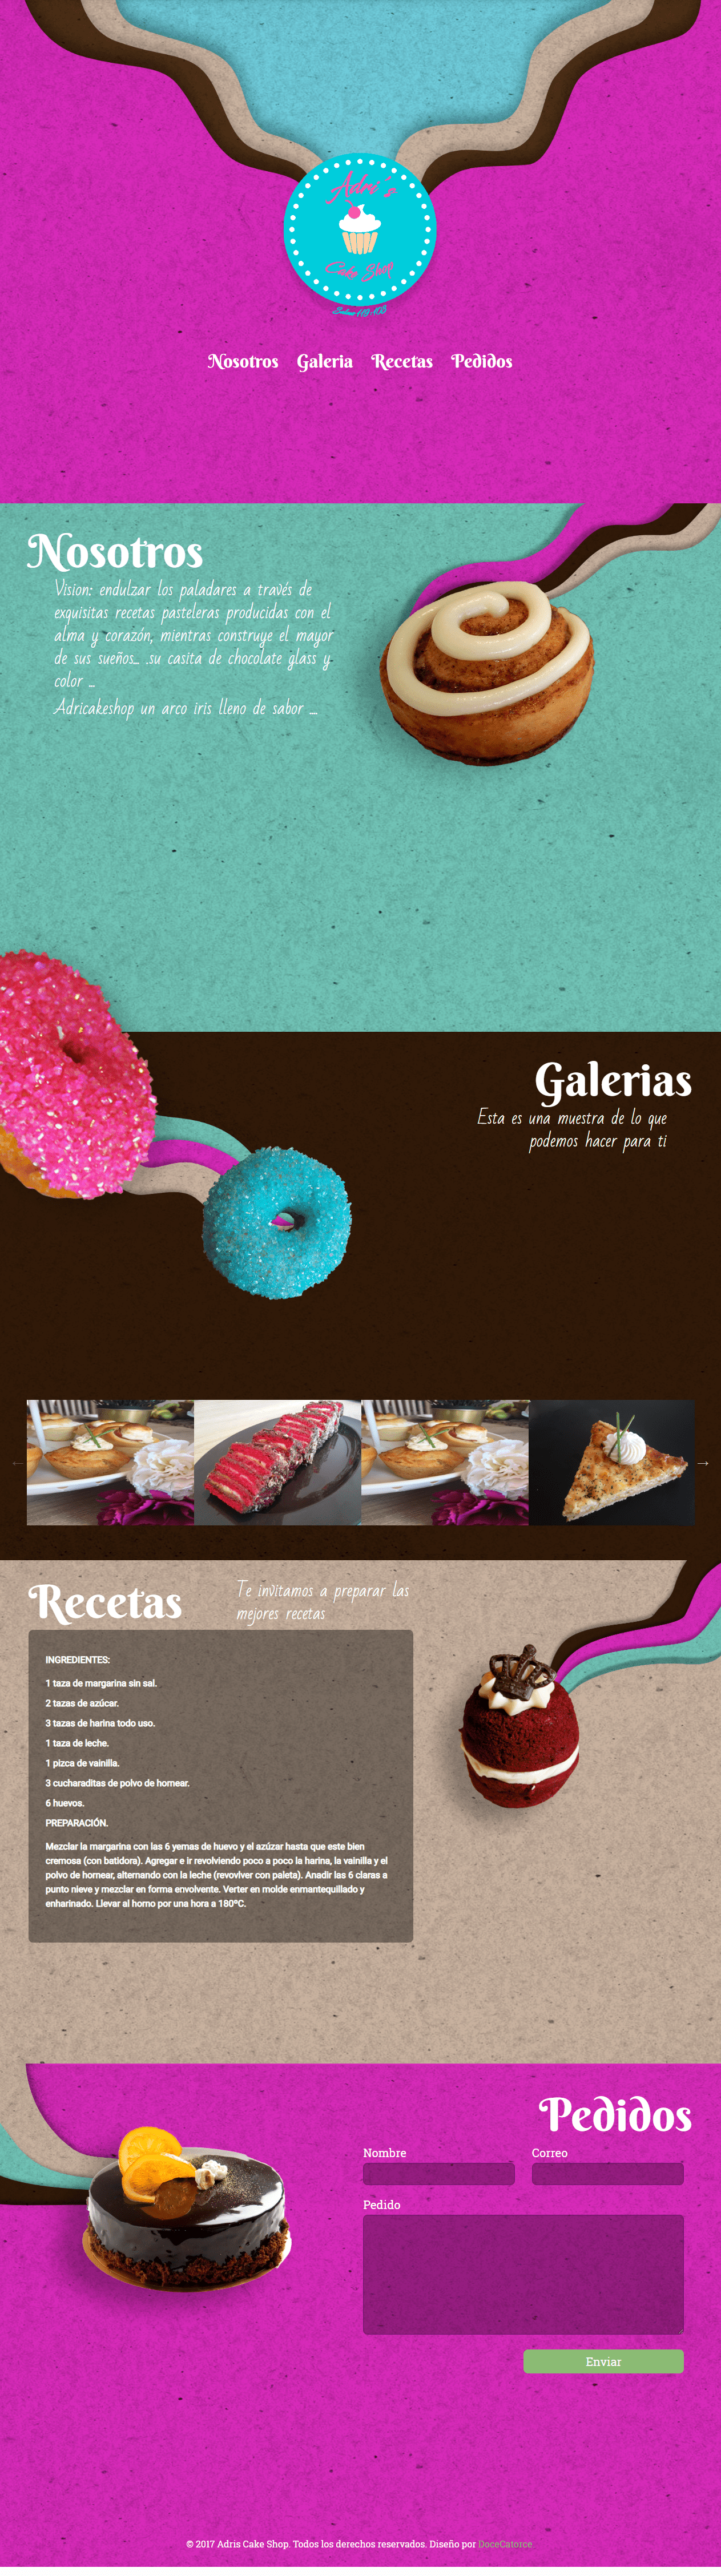 Adri's
Cake Shop
Nosotros Galeria Recetas Pedidos
Nosotros
Vision: endulzar los paladares a través de
exquisitas recetas pasteleras producidas con el
alma y corazón, mientras construye el mayor
de sus sueños... .su casita de chocolate glass y
color ...
Adricakeshop un arco iris lleno de sabor ....
Galerias
Esta es una muestra de lo que
podemos hacer para ti
←
→
Recetas
Te invitamos a preparar las
mejores recetas
INGREDIENTES:
1 taza de margarina sin sal.
2 tazas de azúcar.
3 tazas de harina todo uso.
1 taza de leche.
1 pizca de vainilla.
3 cucharaditas de polvo de hornear.
6 huevos.
PREPARACIÓN.
Mezclar la margarina con las 6 yemas de huevo y el azúzar hasta que este bien
cremosa (con batidora). Agregar e ir revolviendo poco a poco la harina, la vainilla y el
polvo de hornear, alternando con la leche (revovlver con paleta). Anadir las 6 claras a
punto nieve y mezclar en forma envolvente. Verter en molde enmantequillado y
enharinado. Llevar al horno por una hora a 180ºC.
Pedidos
Nombre Correo
Pedido
Enviar
© 2017 Adris Cake Shop. Todos los derechos reservados. Diseño por DoceCatorce.